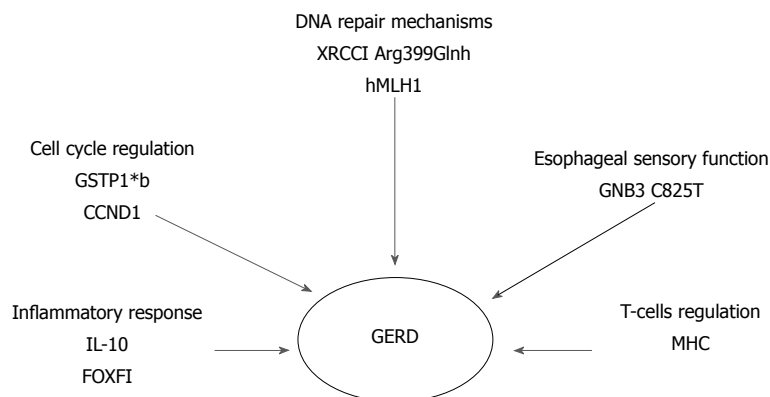 DNA repair mechanisms
XRCCI Arg399Glnh
hMLH1
Cell cycle regulation
GSTP1*b
CCND1
Esophageal sensory function
GNB3 C825T
Inflammatory response
IL-10
FOXFI
GERD
T-cells regulation
MHC